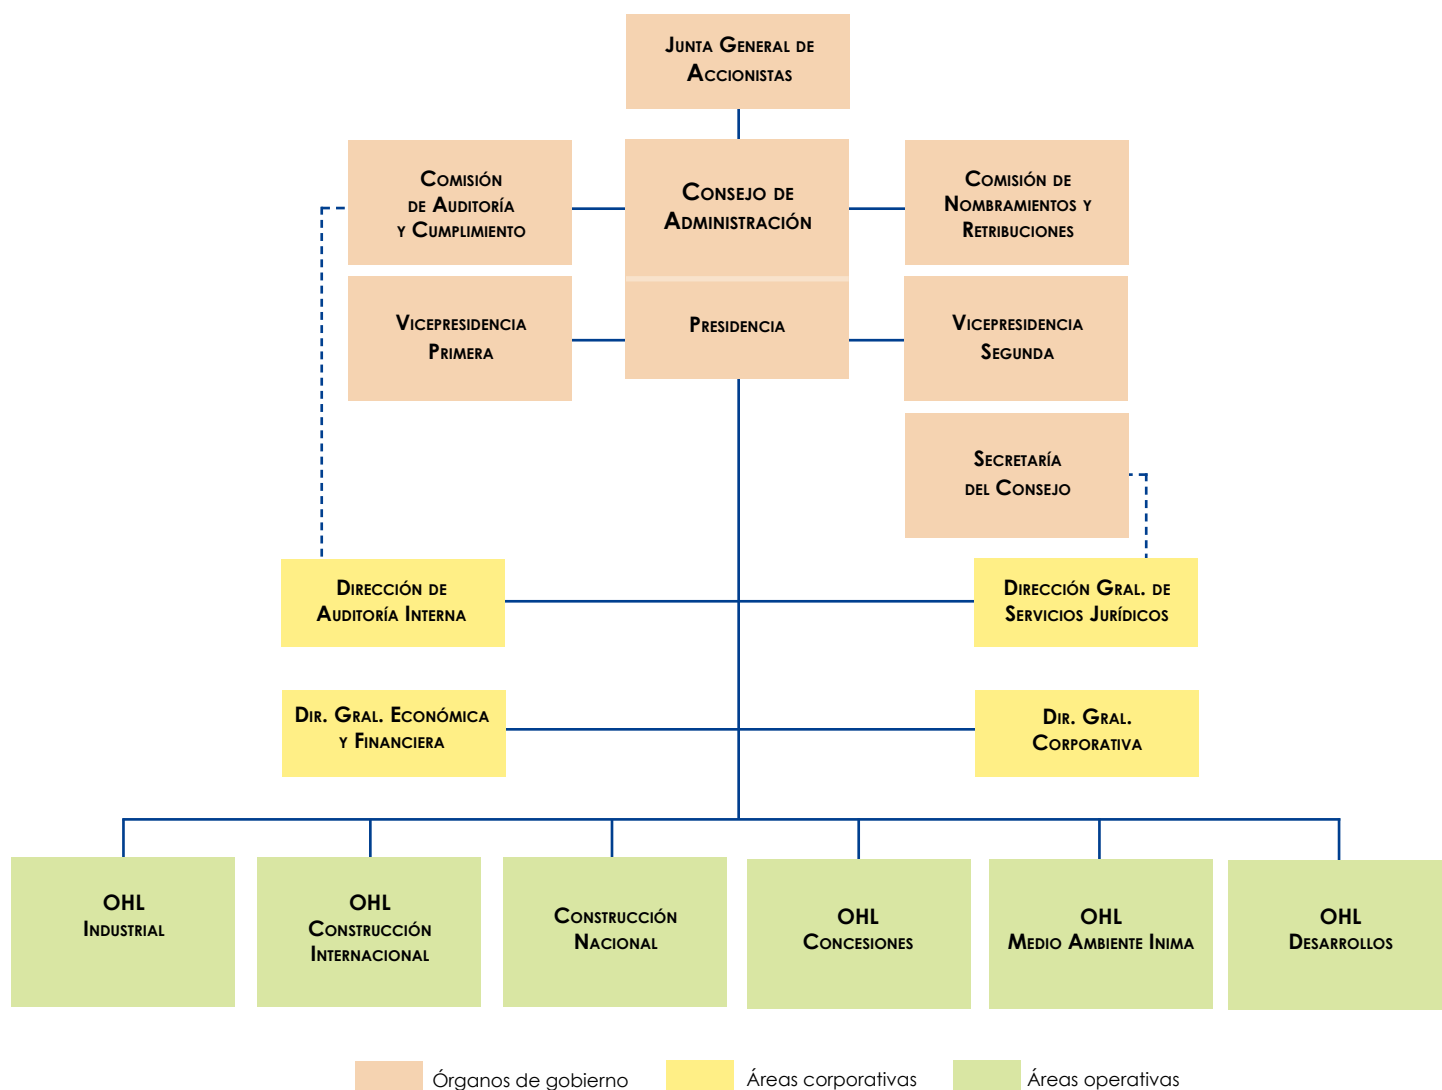 Junta General de
Accionistas
Comisión
de Auditoría
y Cumplimiento
Consejo de
Administración
Comisión de
Nombramientos y
Retribuciones
Vicepresidencia
Primera
Presidencia
Vicepresidencia
Segunda
Secretaría
del Consejo
Dirección de
Auditoría Interna
Dirección Gral. de
Servicios Jurídicos
Dir. Gral. Económica
y Financiera
Dir. Gral.
Corporativa
OHL
Industrial
OHL
Construcción
Internacional
Construcción
Nacional
OHL
Concesiones
OHL
Medio Ambiente Inima
OHL
Desarrollos
Órganos de gobierno
Áreas corporativas
Áreas operativas